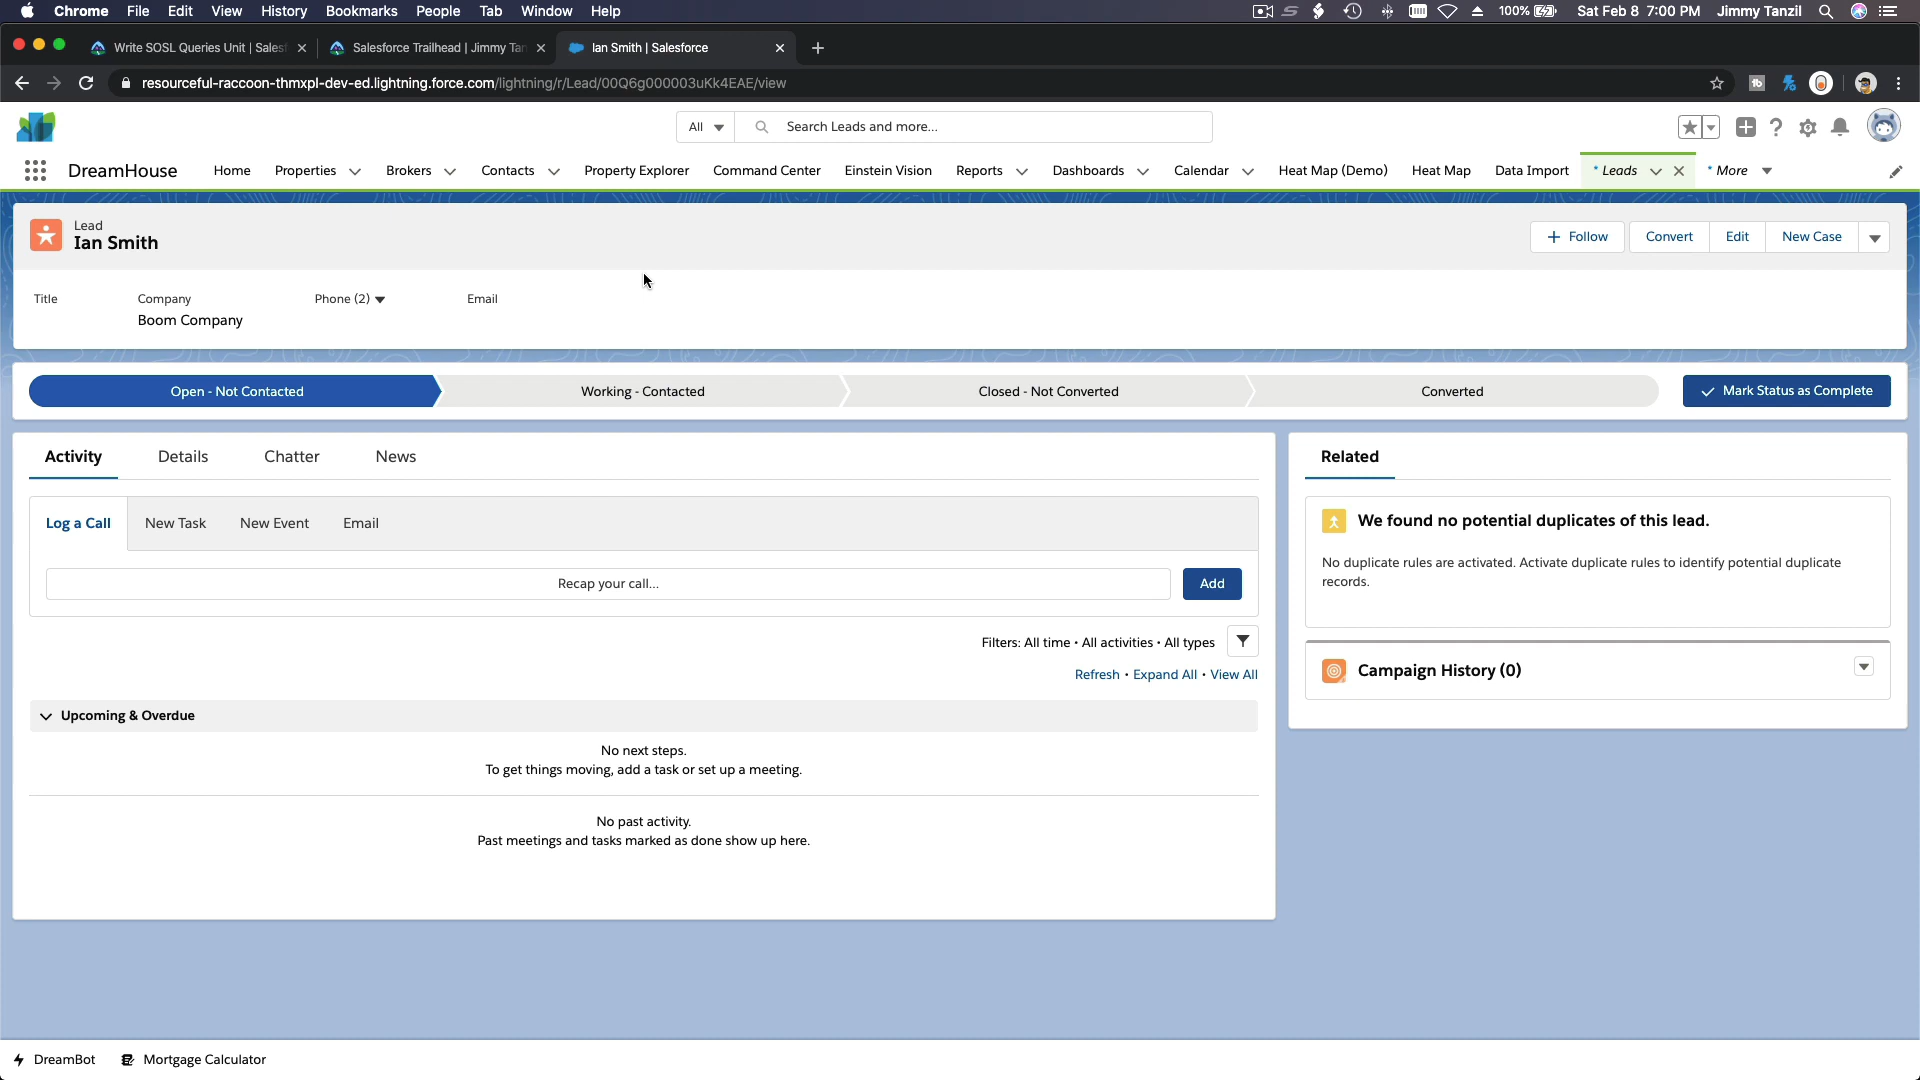 Chrome File Edit View History Bookmarks People Tab Window Help 100% Sat Feb 8 7:00 PM Jimmy Tanzil
Write SOSL Queries Unit | Salesf Salesforce Trailhead | Jimmy Tan Ian Smith | Salesforce
resourceful-raccoon-thmxpl-dev-ed.lightning.force.com/lightning/r/Lead/00Q6g000003uKk4EAE/view
All Search Leads and more...
DreamHouse Home Properties Brokers Contacts Property Explorer Command Center Einstein Vision Reports Dashboards Calendar Heat Map (Demo) Heat Map Data Import * Leads * More
Lead
Ian Smith
+ Follow Convert Edit New Case
Title Company Phone (2) Email
Boom Company
Open - Not Contacted Working - Contacted Closed - Not Converted Converted Mark Status as Complete
Activity Details Chatter News
Log a Call New Task New Event Email
Recap your call... Add
Filters: All time • All activities • All types
Refresh • Expand All • View All
Upcoming & Overdue
No next steps.
To get things moving, add a task or set up a meeting.
No past activity.
Past meetings and tasks marked as done show up here.
Related
We found no potential duplicates of this lead.
No duplicate rules are activated. Activate duplicate rules to identify potential duplicate
records.
Campaign History (0)
DreamBot Mortgage Calculator